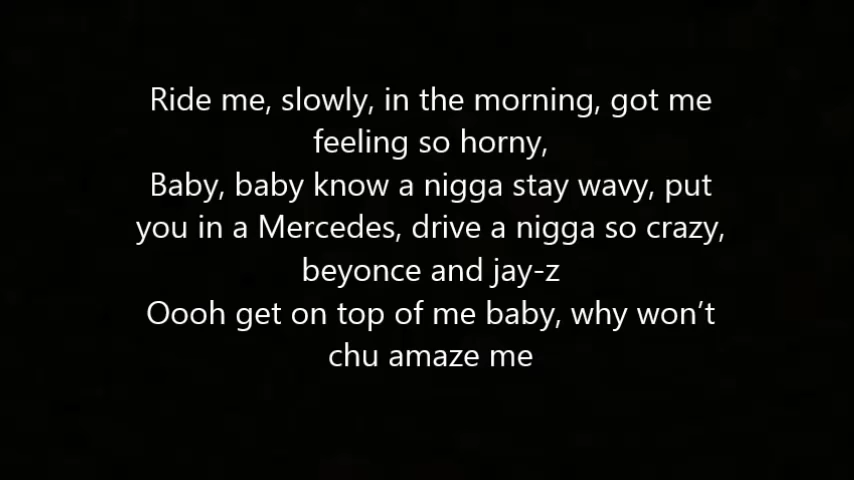 Ride me, slowly, in the morning, got me
feeling so horny,
Baby, baby know a nigga stay wavy, put
you in a Mercedes, drive a nigga so crazy,
beyonce and jay-z
Oooh get on top of me baby, why won’t
chu amaze me